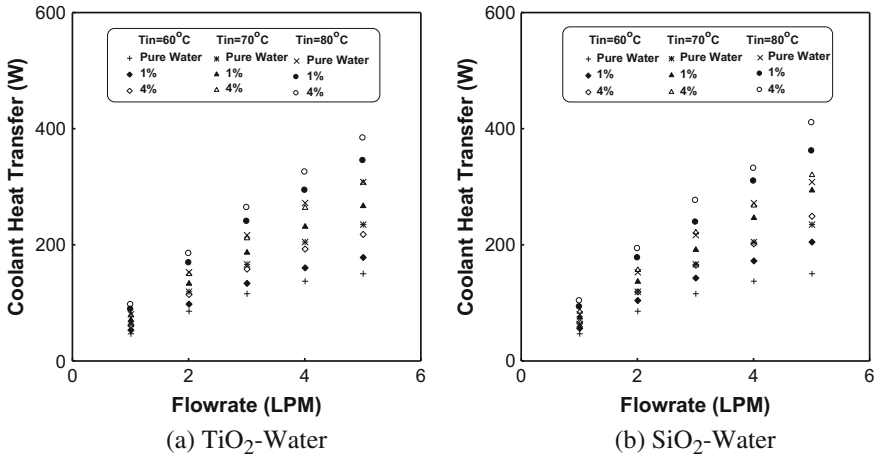 600
400
200
0
0
2
4
6
Coolant Heat Transfer (W)
Flowrate (LPM)
Tin=60°C Tin=70°C Tin=80°C
Pure Water Pure Water Pure Water
1% 1% 1%
4% 4% 4%
(a) TiO₂-Water
600
400
200
0
0
2
4
6
Coolant Heat Transfer (W)
Flowrate (LPM)
Tin=60°C Tin=70°C Tin=80°C
Pure Water Pure Water Pure Water
1% 1% 1%
4% 4% 4%
(b) SiO₂-Water